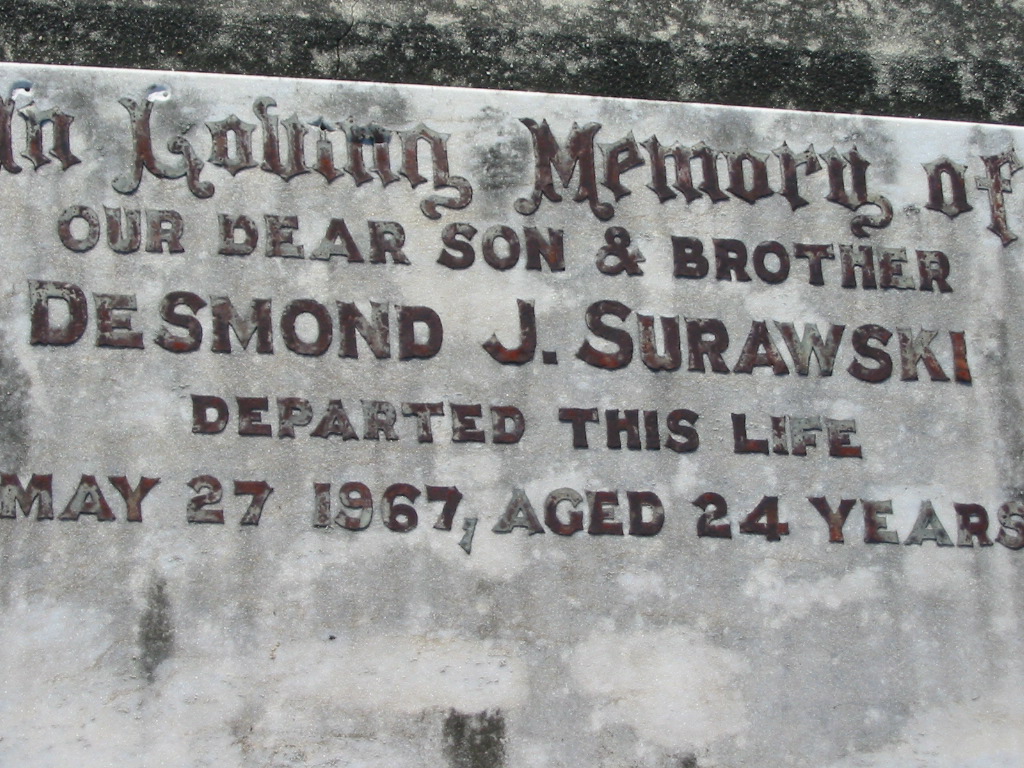 In Loving Memory of
OUR DEAR SON & BROTHER
DESMOND J. SURAWSKI
DEPARTED THIS LIFE
MAY 27 1967, AGED 24 YEARS